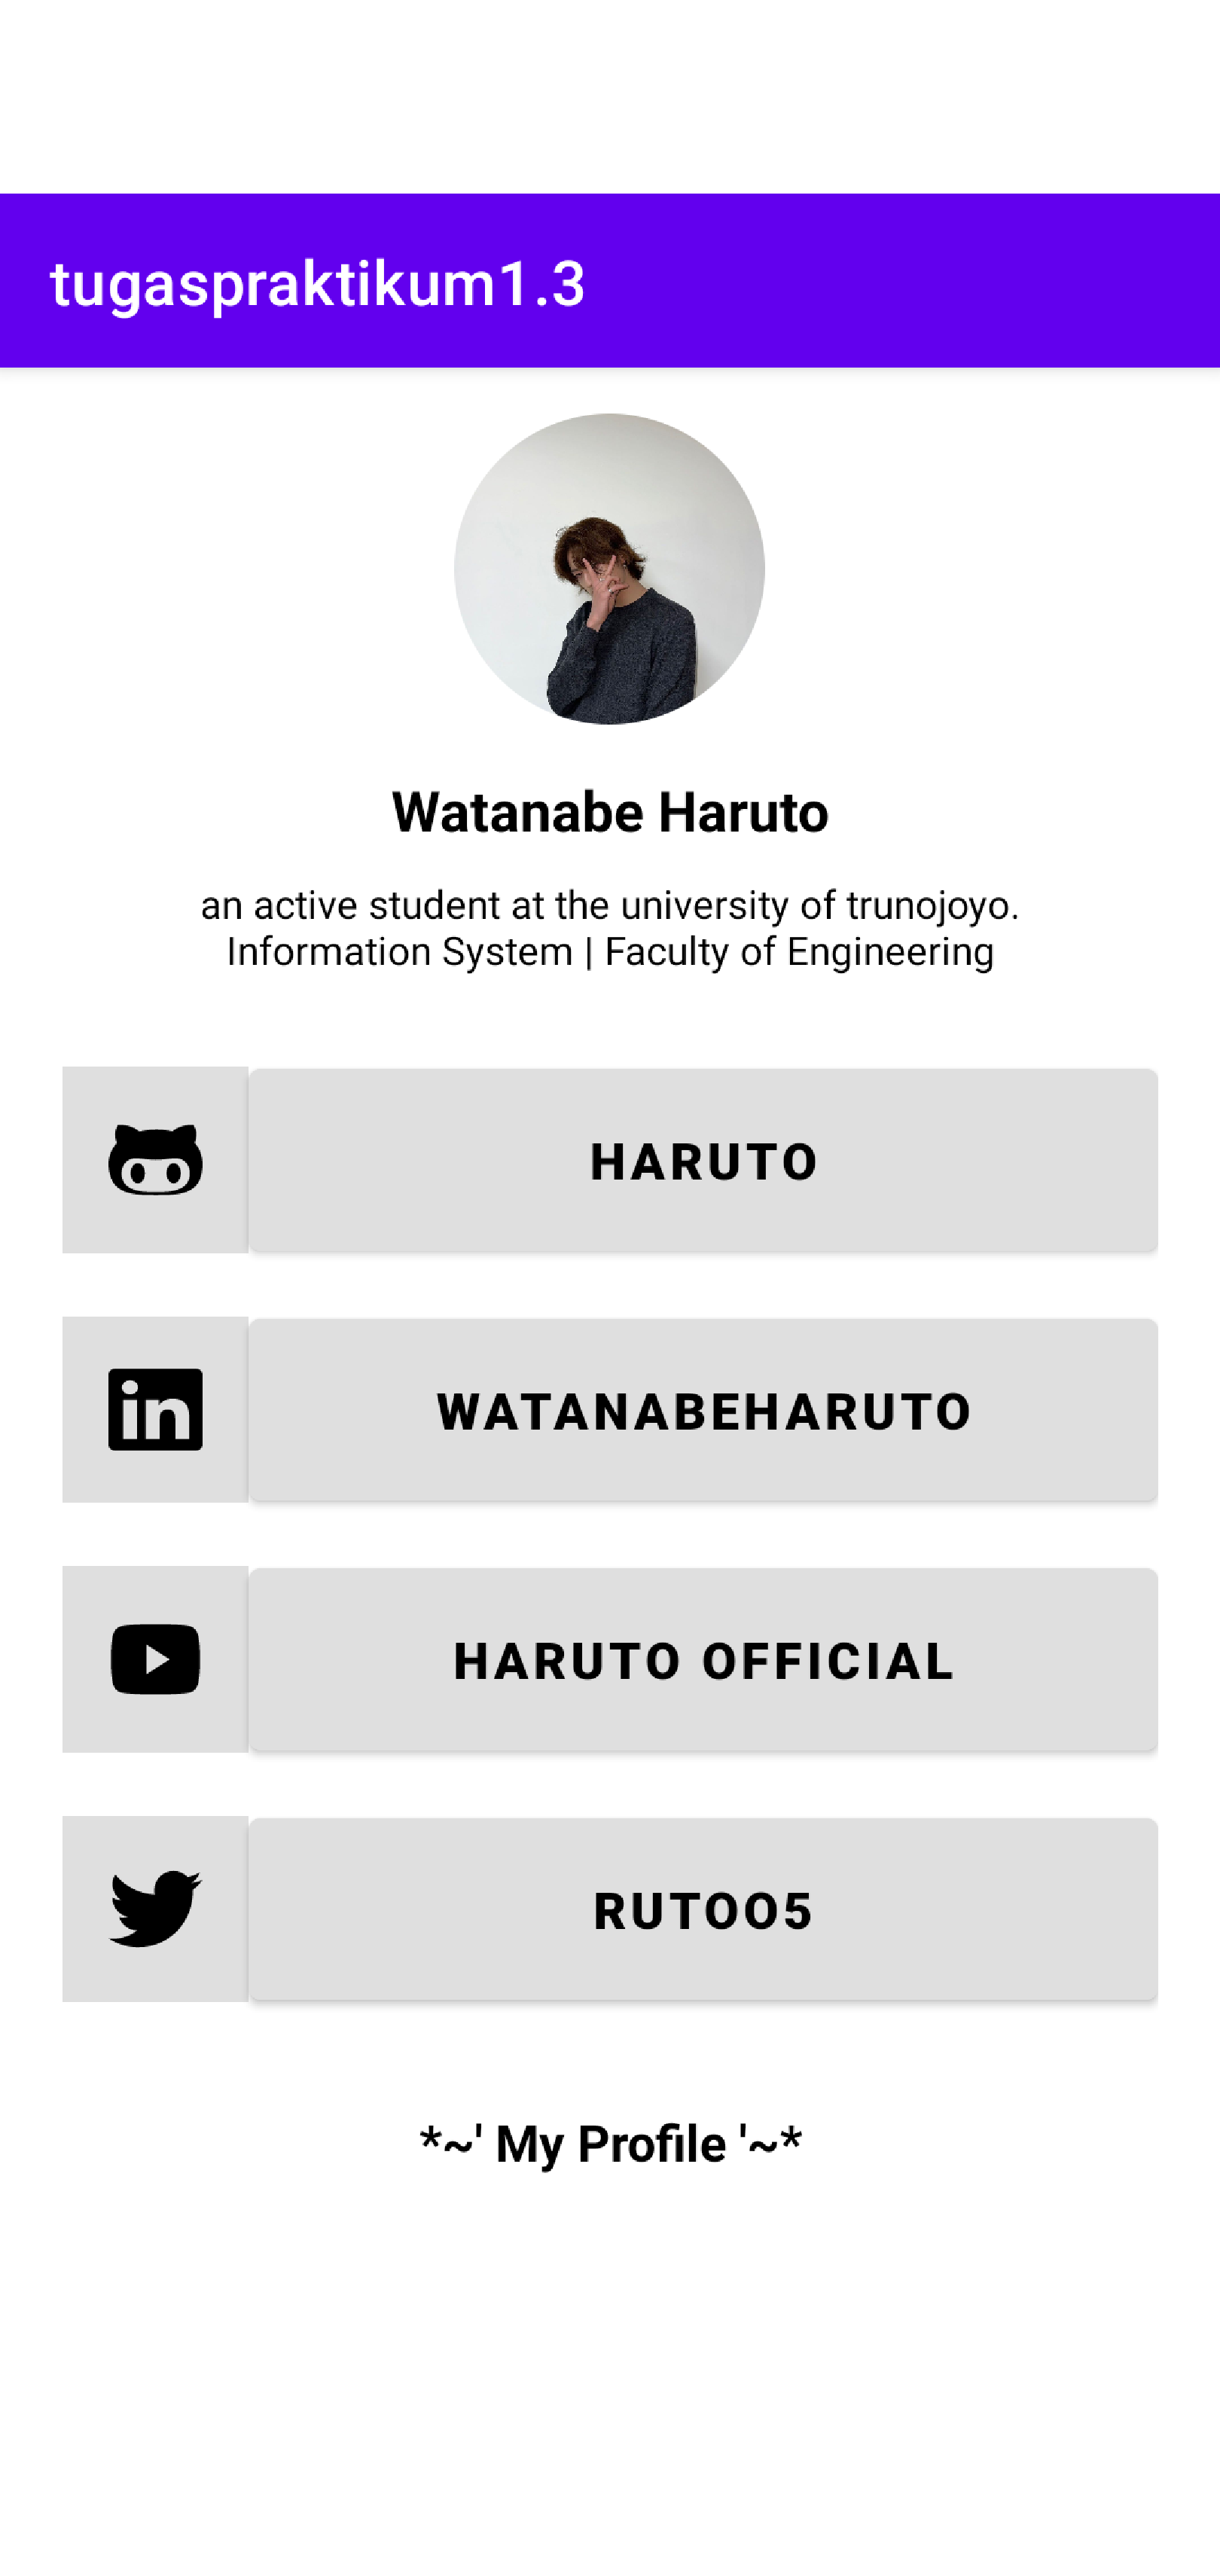 tugaspraktikum1.3
Watanabe Haruto
an active student at the university of trunojoyo.
Information System | Faculty of Engineering
HARUTO
in
WATANABEHARUTO
HARUTO OFFICIAL
RUTOO5
*~' My Profile '~*